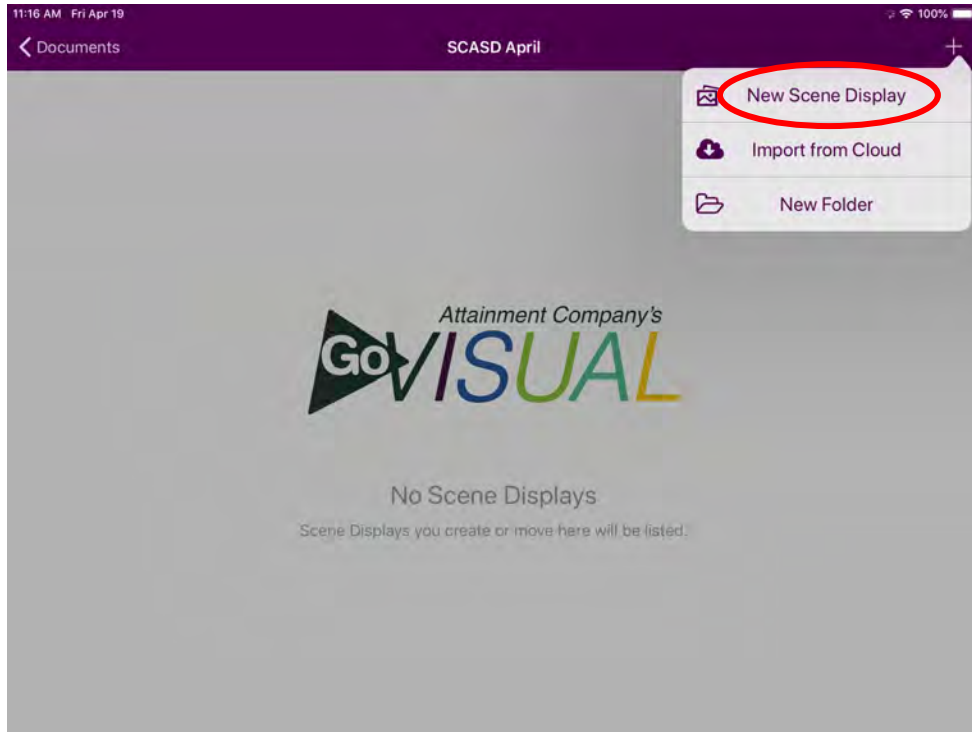 11:16 AM Fri Apr 19
100%
Documents
SCASD April
New Scene Display
Import from Cloud
New Folder
Attainment Company's
Go VISUAL
No Scene Displays
Scene Displays you create or move here will be listed.